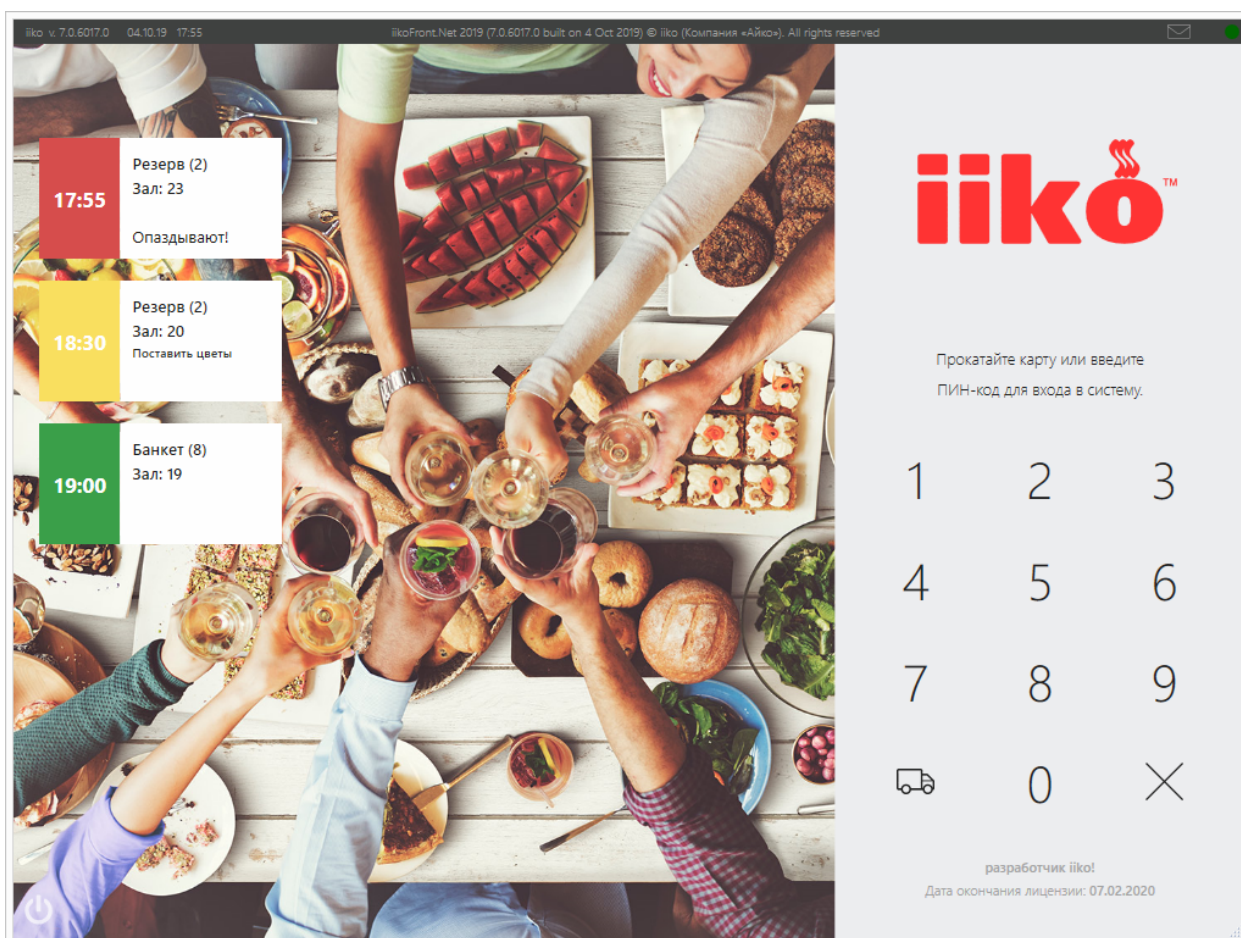 iiko v. 7.0.6017.0 04.10.19 17:55 iikoFront.Net 2019 (7.0.6017.0 built on 4 Oct 2019) © iiko (Компания «Айко»). All rights reserved
17:55
Резерв (2)
Зал: 23
Опаздывают!
18:30
Резерв (2)
Зал: 20
Поставить цветы
19:00
Банкет (8)
Зал: 19
iiko™
Прокатайте карту или введите
ПИН-код для входа в систему.
1 2 3
4 5 6
7 8 9
0
разработчик iiko!
Дата окончания лицензии: 07.02.2020